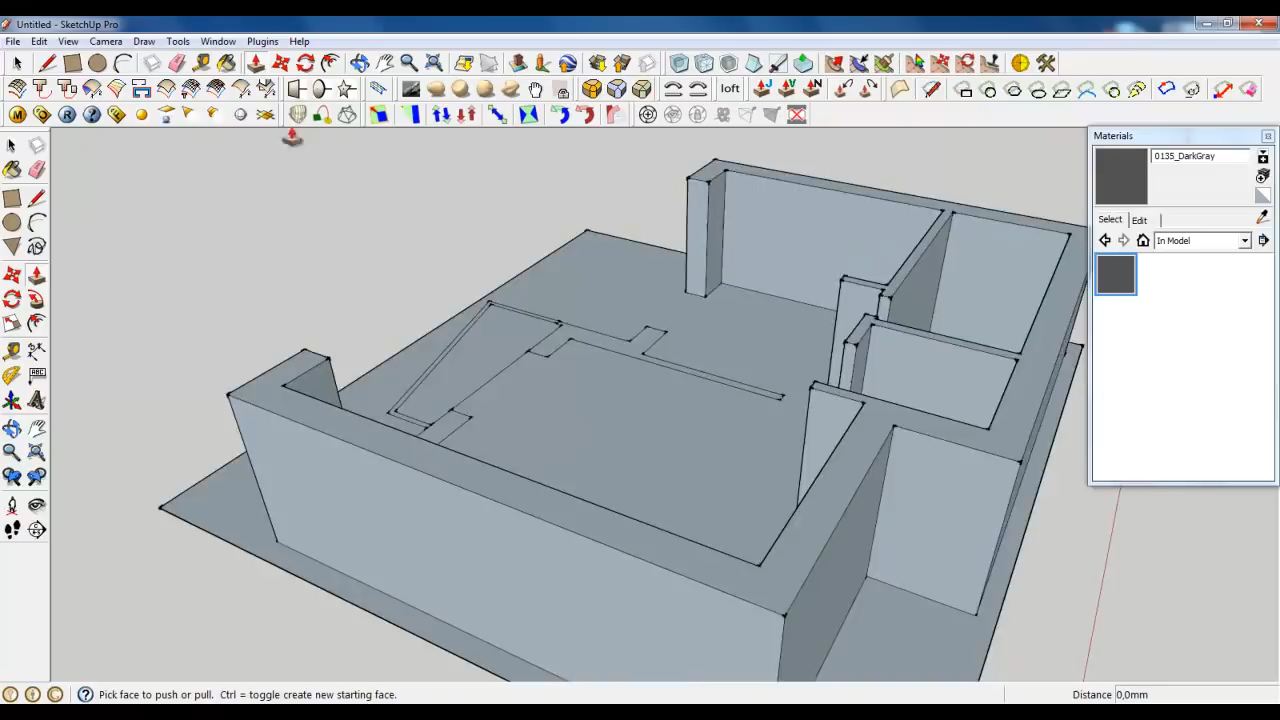 Untitled - SketchUp Pro
File Edit View Camera Draw Tools Window Plugins Help
loft
Materials
0135_DarkGray
Select Edit
In Model
Pick face to push or pull. Ctrl = toggle create new starting face.
Distance 0,0mm